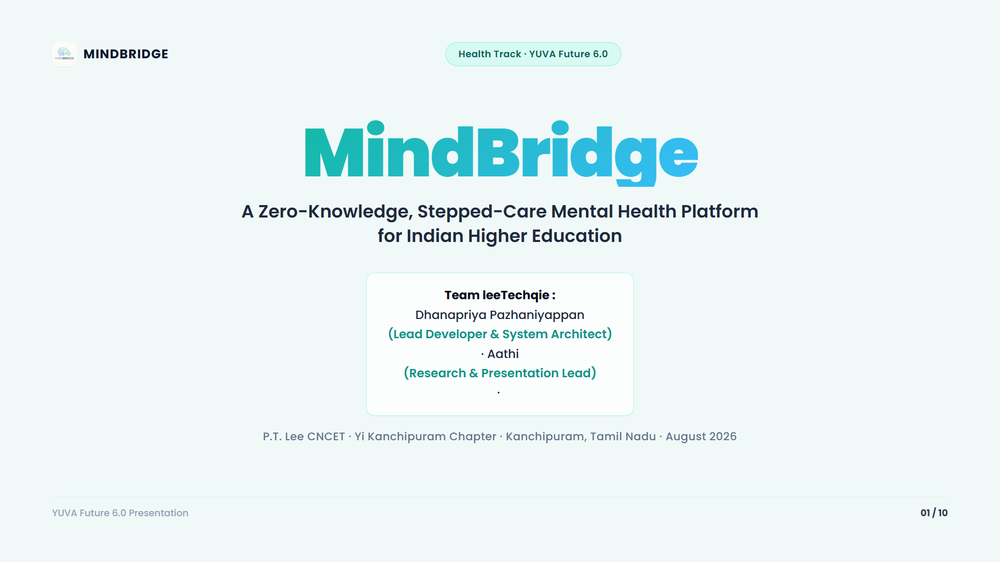 MINDBRIDGE
MINDBRIDGE
Health Track · YUVA Future 6.0
MindBridge
A Zero-Knowledge, Stepped-Care Mental Health Platform
for Indian Higher Education
Team leeTechqie :
Dhanapriya Pazhaniyappan
(Lead Developer & System Architect)
· Aathi
(Research & Presentation Lead)
·
P.T. Lee CNCET · Yi Kanchipuram Chapter · Kanchipuram, Tamil Nadu · August 2026
YUVA Future 6.0 Presentation
01 / 10